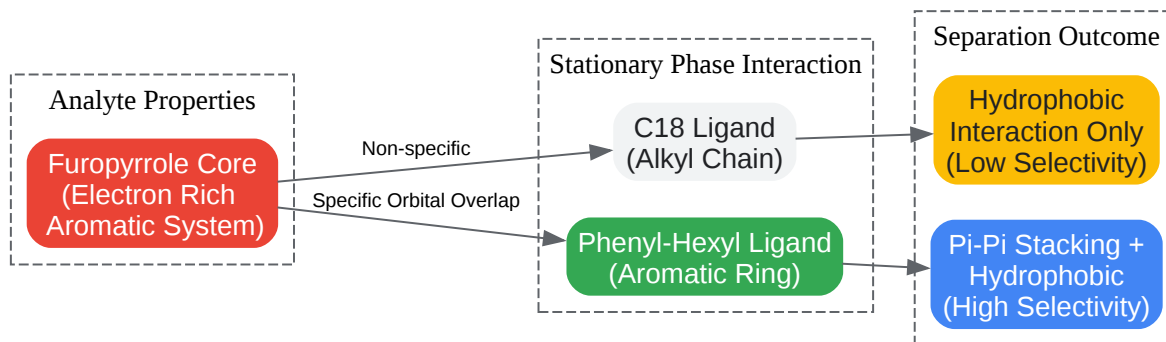 Analyte Properties
Furopyrrole Core
(Electron Rich
Aromatic System)
Non-specific
Specific Orbital Overlap
Stationary Phase Interaction
C18 Ligand
(Alkyl Chain)
Phenyl-Hexyl Ligand
(Aromatic Ring)
Separation Outcome
Hydrophobic
Interaction Only
(Low Selectivity)
Pi-Pi Stacking +
Hydrophobic
(High Selectivity)